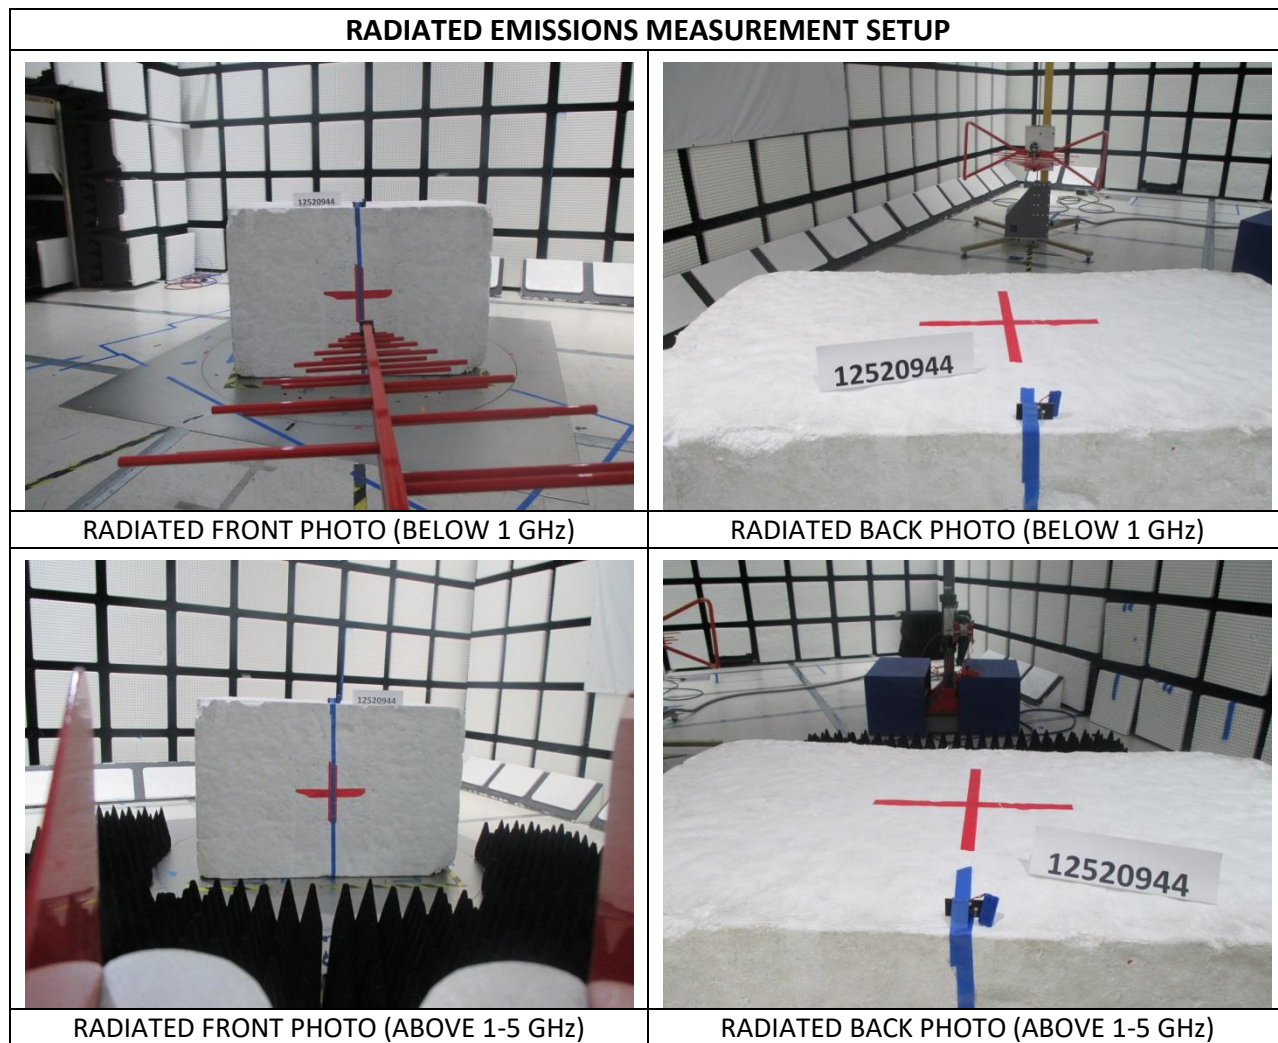 RADIATED EMISSIONS MEASUREMENT SETUP
12520944
12520944
RADIATED FRONT PHOTO (BELOW 1 GHz)
RADIATED BACK PHOTO (BELOW 1 GHz)
12520944
12520944
RADIATED FRONT PHOTO (ABOVE 1-5 GHz)
RADIATED BACK PHOTO (ABOVE 1-5 GHz)